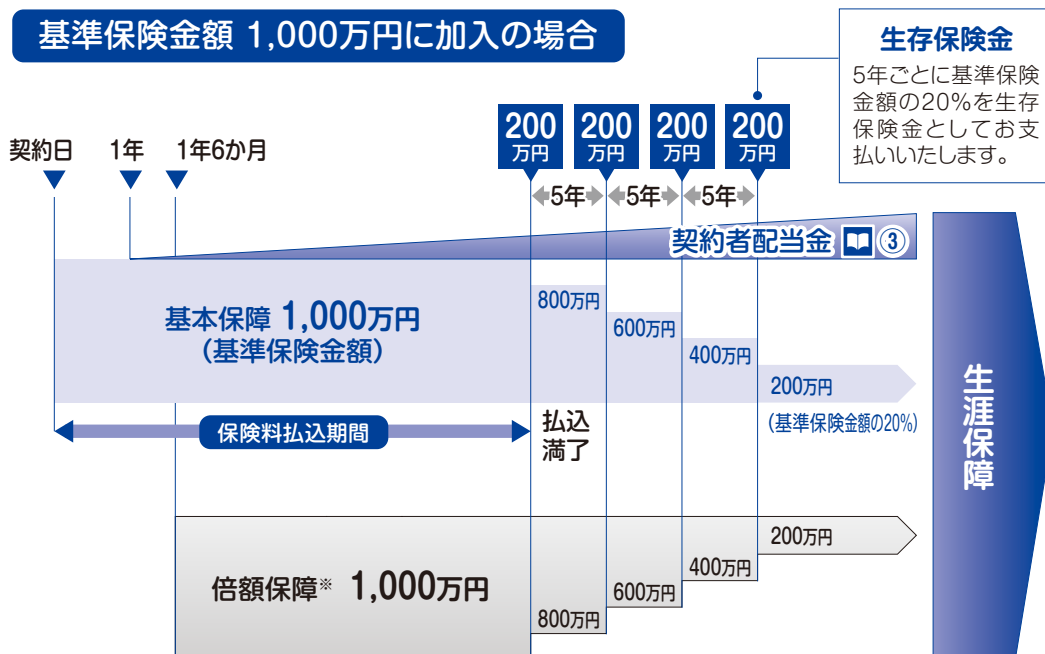 基準保険金額 1,000万円に加入の場合
生存保険金
5年ごとに基準保険
金額の20%を生存
保険金としてお支
払いいたします。
契約日
1年
1年6か月
200
万円
200
万円
200
万円
200
万円
5年
5年
5年
契約者配当金 ③
基本保障 1,000万円
(基準保険金額)
800万円
600万円
400万円
200万円
(基準保険金額の20%)
保険料払込期間
払込
満了
倍額保障※ 1,000万円
800万円
600万円
400万円
200万円
生涯保障